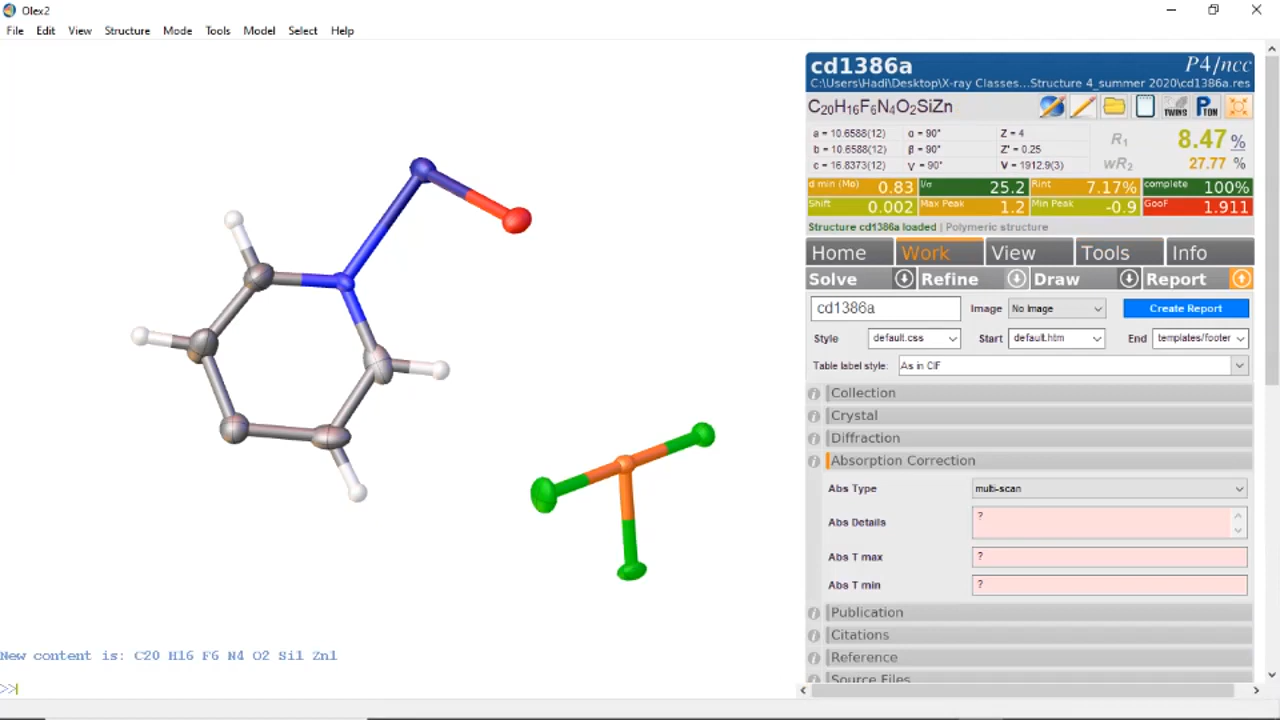 Olex2
File Edit View Structure Mode Tools Model Select Help
cd1386a P4/ncc
C:\Users\Hadi\Desktop\X-ray Classes...Structure 4_summer 2020\cd1386a.res
C20H16F6N4O2SiZn TWINS PTON
a = 10.6588(12) α = 90° Z = 4
b = 10.6588(12) β = 90° Z' = 0.25
c = 16.8373(12) γ = 90° V = 1912.9(3)
R1 8.47 %
wR2 27.77 %
d min (Mo) 0.83 I/σ 25.2 Rint 7.17% complete 100%
Shift 0.002 Max Peak 1.2 Min Peak -0.9 GooF 1.911
Structure cd1386a loaded | Polymeric structure
Home Work View Tools Info
Solve Refine Draw Report
cd1386a Image No Image Create Report
Style default.css Start default.htm End templates/footer
Table label style: As in CIF
Collection
Crystal
Diffraction
Absorption Correction
Abs Type multi-scan
Abs Details ?
Abs T max ?
Abs T min ?
Publication
Citations
Reference
Source Files
New content is: C20 H16 F6 N4 O2 Si1 Zn1
>>